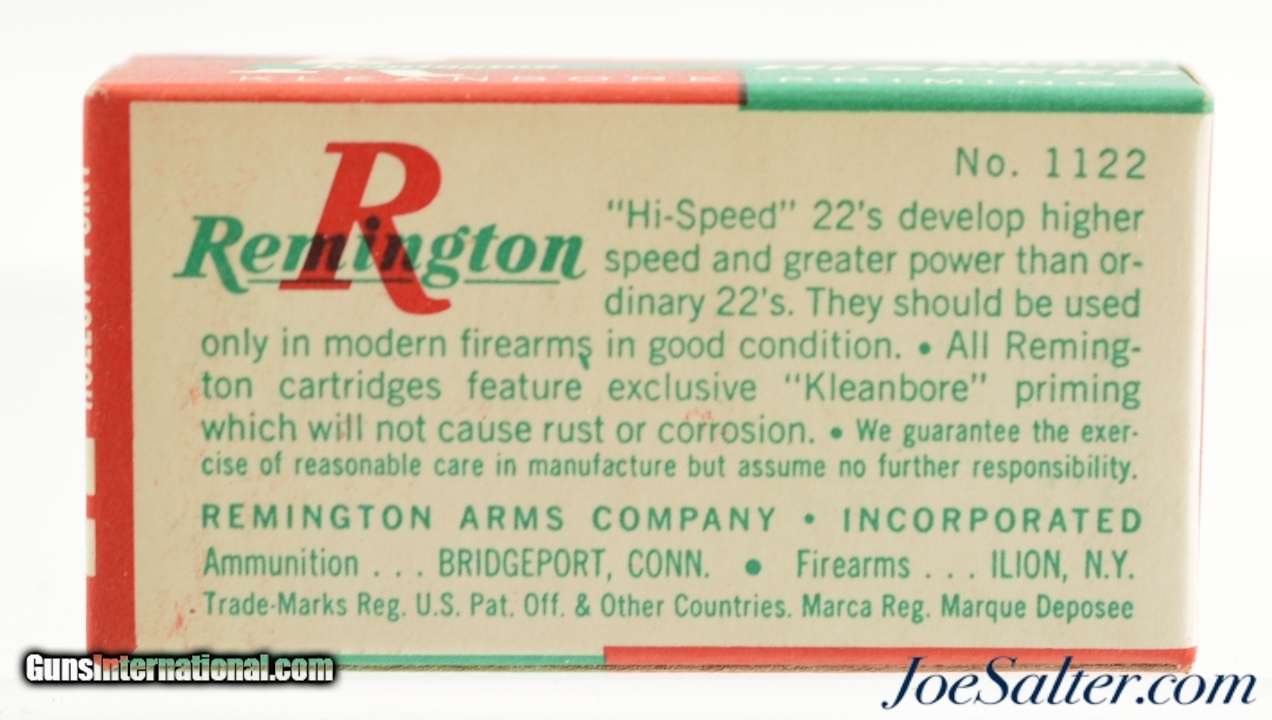 KLEANBORE PRIMING
HOLLOW POINT
R
Remington
No. 1122
"Hi-Speed" 22's develop higher
speed and greater power than or-
dinary 22's. They should be used
only in modern firearms in good condition. • All Reming-
ton cartridges feature exclusive "Kleanbore" priming
which will not cause rust or corrosion. • We guarantee the exer-
cise of reasonable care in manufacture but assume no further responsibility.
REMINGTON ARMS COMPANY • INCORPORATED
Ammunition . . . BRIDGEPORT, CONN. • Firearms . . . ILION, N.Y.
Trade-Marks Reg. U.S. Pat. Off. & Other Countries. Marca Reg. Marque Deposee
GunsInternational.com
JoeSalter.com